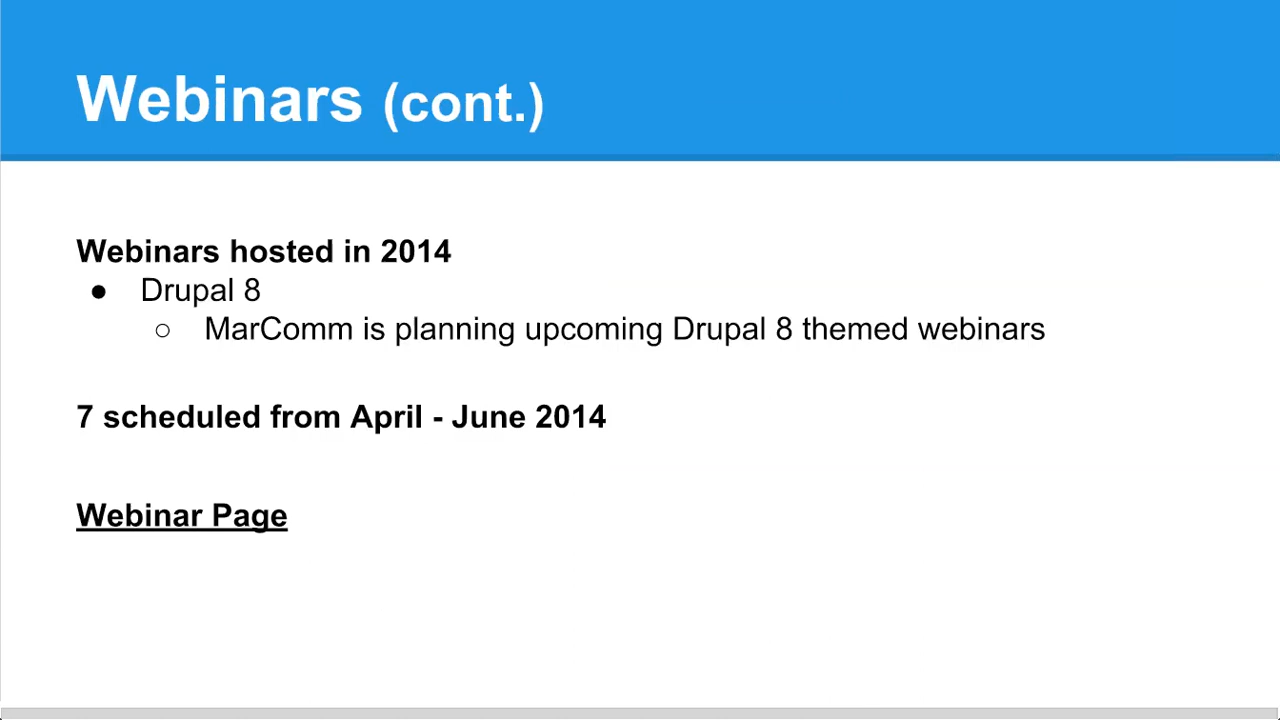 Webinars (cont.)
Webinars hosted in 2014
● Drupal 8
○ MarComm is planning upcoming Drupal 8 themed webinars
7 scheduled from April - June 2014
Webinar Page